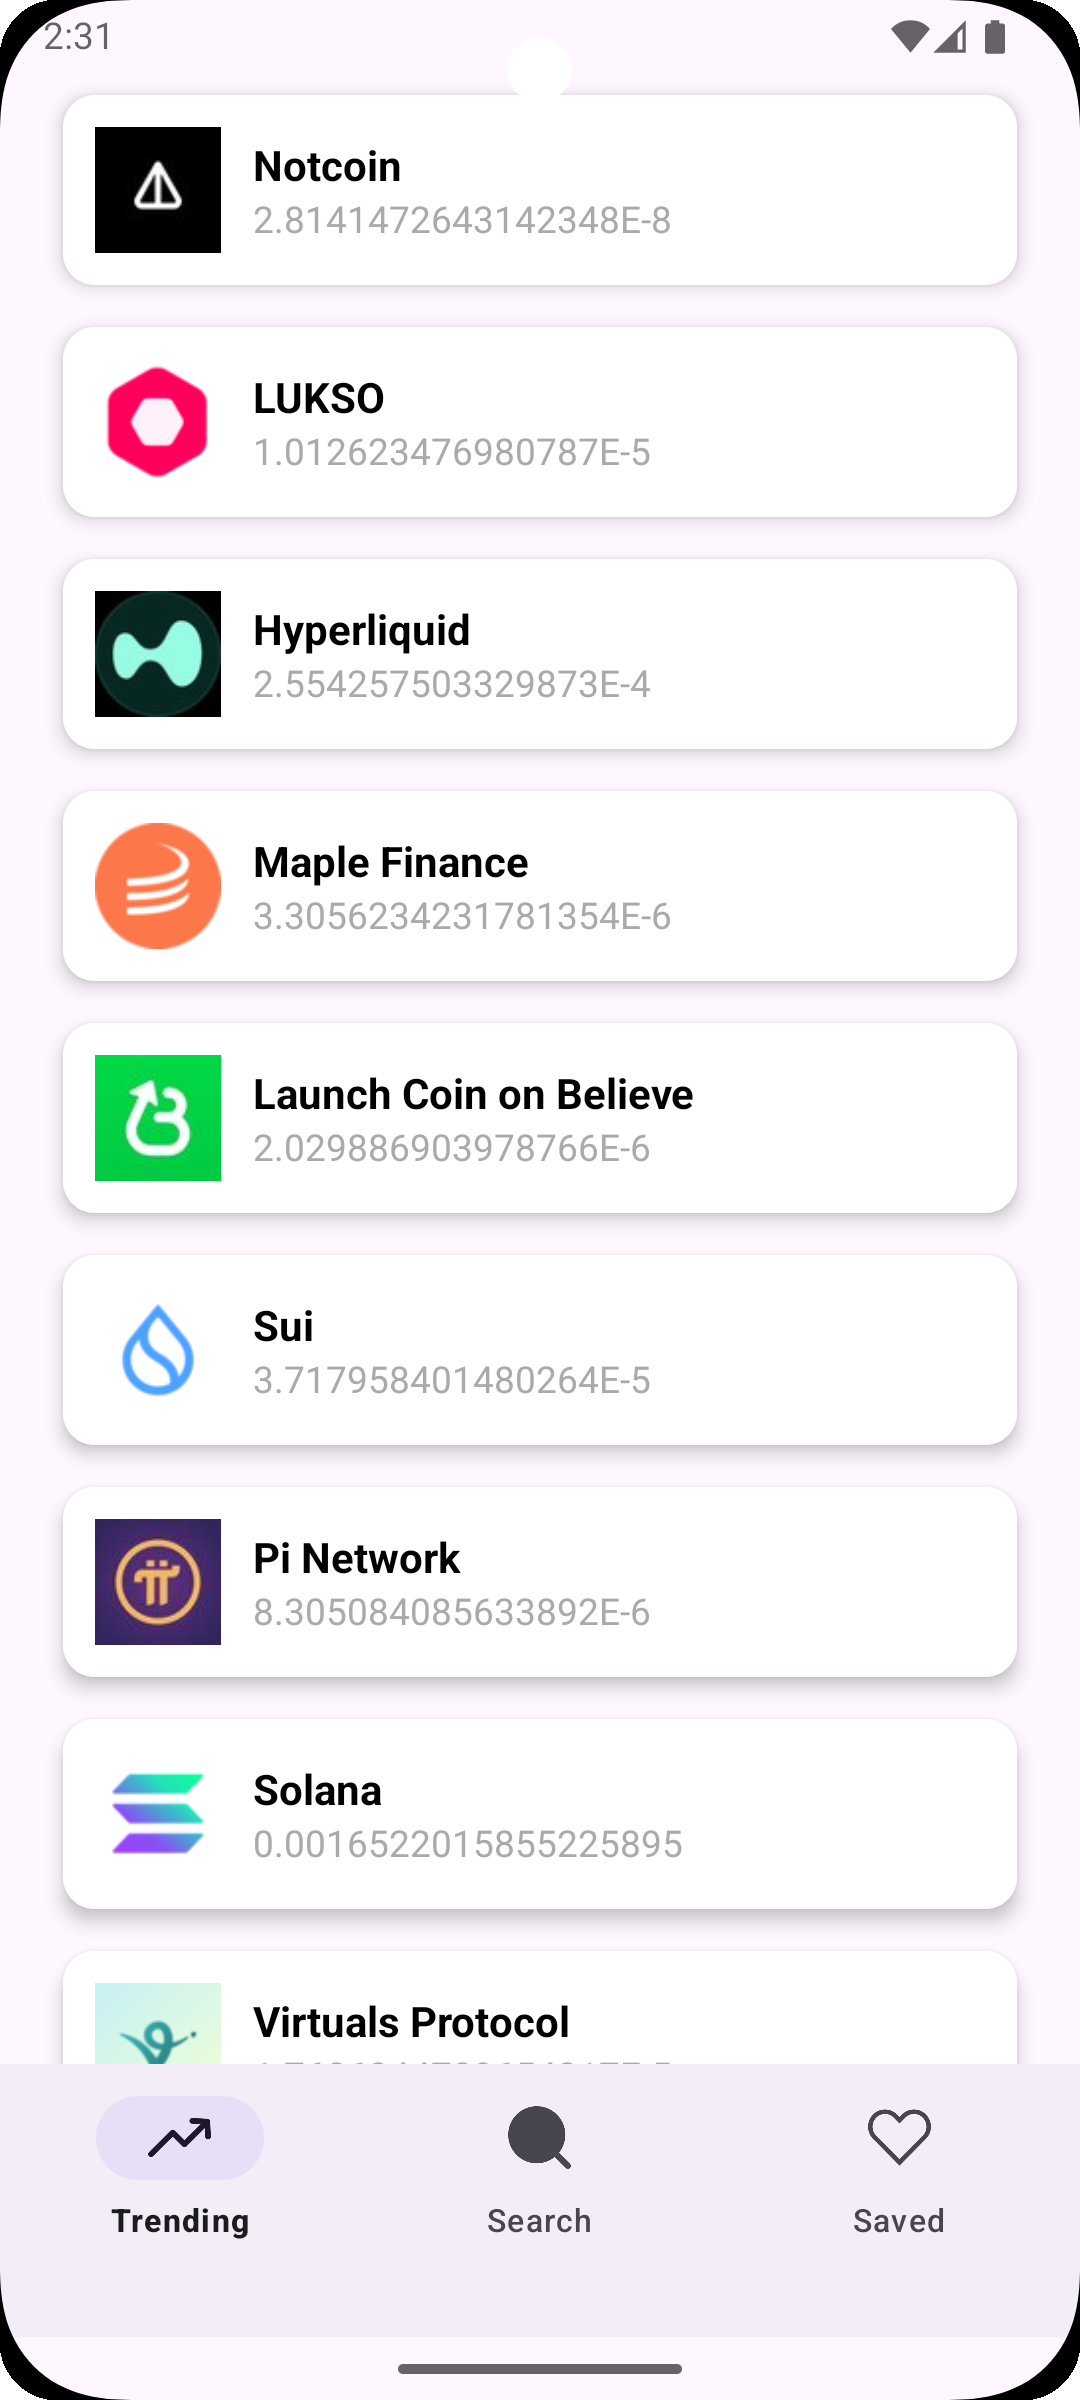 2:31
Notcoin
2.8141472643142348E-8
LUKSO
1.012623476980787E-5
Hyperliquid
2.554257503329873E-4
Maple Finance
3.3056234231781354E-6
Launch Coin on Believe
2.029886903978766E-6
Sui
3.717958401480264E-5
Pi Network
8.305084085633892E-6
Solana
0.0016522015855225895
Virtuals Protocol
Trending
Search
Saved